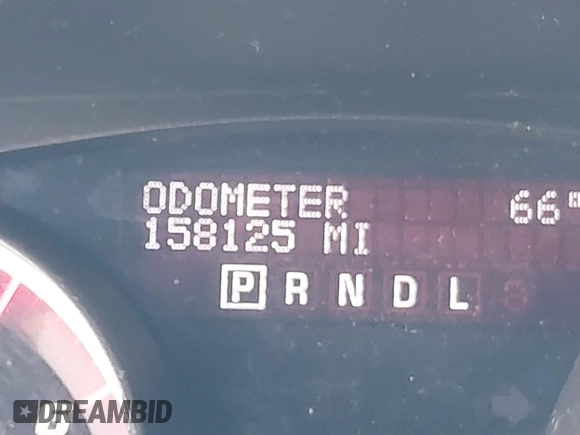 ODOMETER 66°
158125 MI
P R N D L
DREAMBID